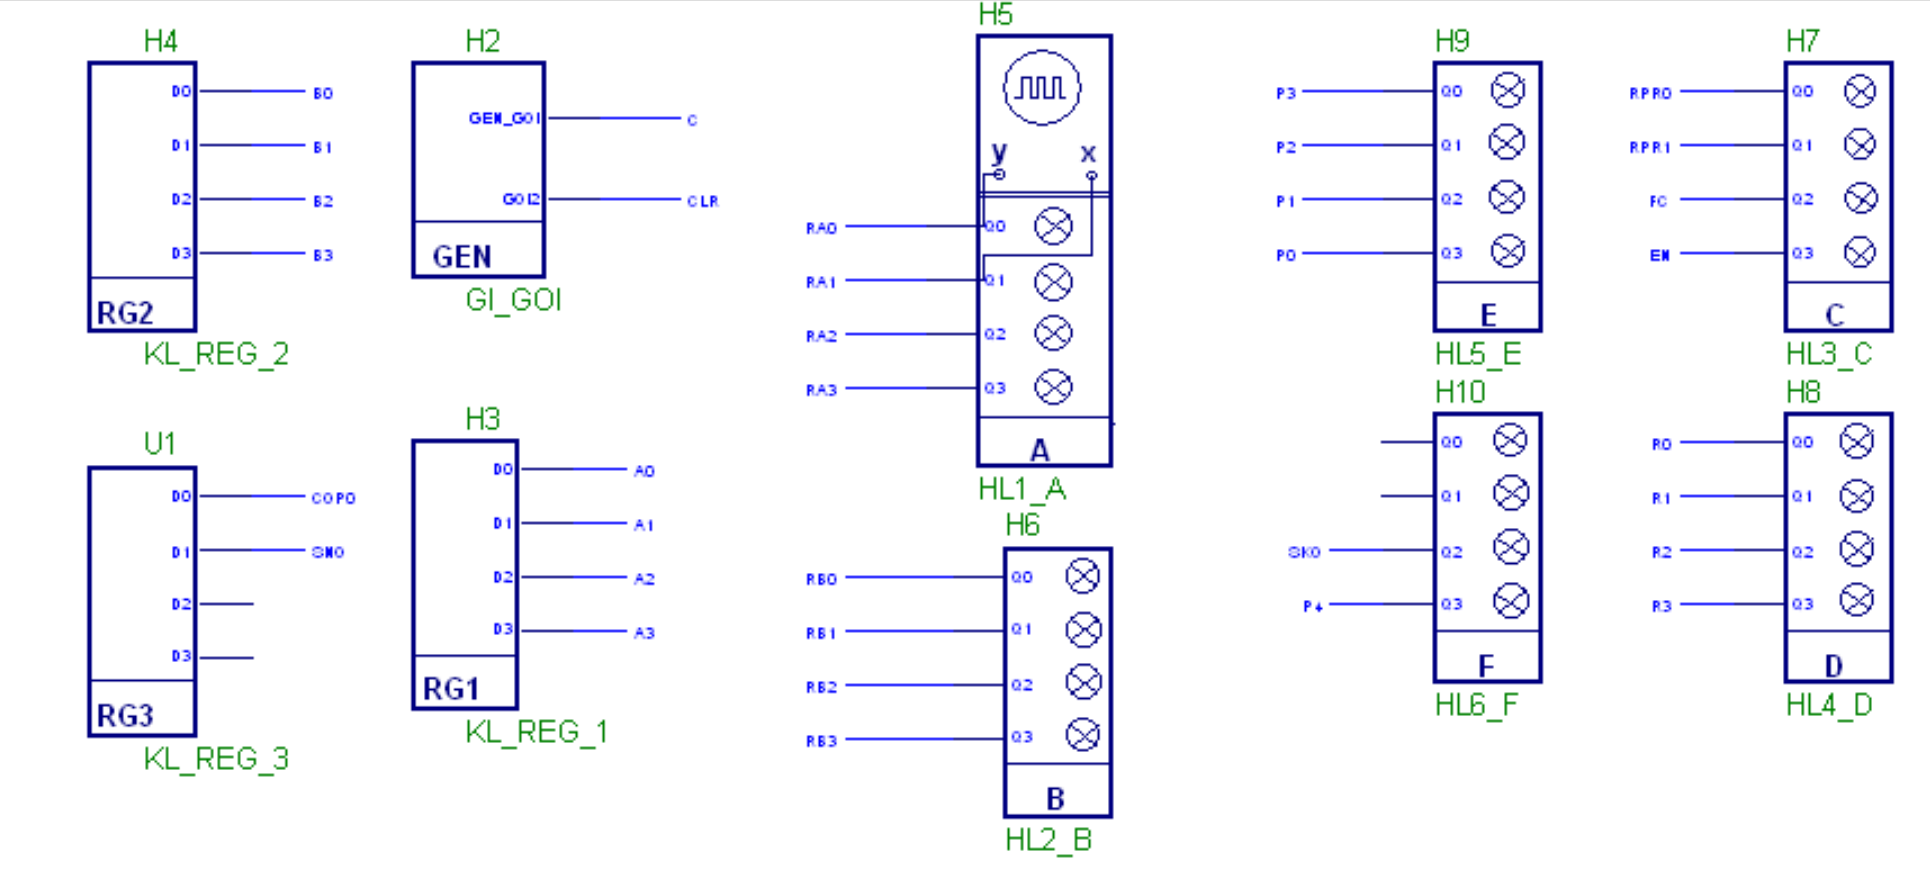 H4
D0 B0
D1 B1
D2 B2
D3 B3
RG2
KL_REG_2
H2
GEN_GOI C
GOI2 CLR
GEN
GI_GOI
U1
D0 COP0
D1 SM0
D2
D3
RG3
KL_REG_3
H3
D0 A0
D1 A1
D2 A2
D3 A3
RG1
KL_REG_1
H5
y x
RA0 Q0
RA1 Q1
RA2 Q2
RA3 Q3
A
HL1_A
H6
RB0 Q0
RB1 Q1
RB2 Q2
RB3 Q3
B
HL2_B
H9
P3 Q0
P2 Q1
P1 Q2
P0 Q3
E
HL5_E
H10
Q0
Q1
SK0 Q2
P4 Q3
F
HL6_F
H7
RPR0 Q0
RPR1 Q1
FC Q2
EN Q3
C
HL3_C
H8
R0 Q0
R1 Q1
R2 Q2
R3 Q3
D
HL4_D